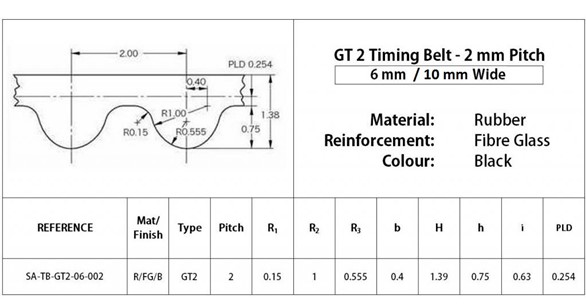 2.00
PLD 0.254
0.40
R1.00
1.38
R0.15
R0.555
0.75
GT 2 Timing Belt - 2 mm Pitch
6 mm / 10 mm Wide
Material: Rubber
Reinforcement: Fibre Glass
Colour: Black
REFERENCE Mat/ Finish Type Pitch R1 R2 R3 b H h i PLD
SA-TB-GT2-06-002 R/FG/B GT2 2 0.15 1 0.555 0.4 1.39 0.75 0.63 0.254